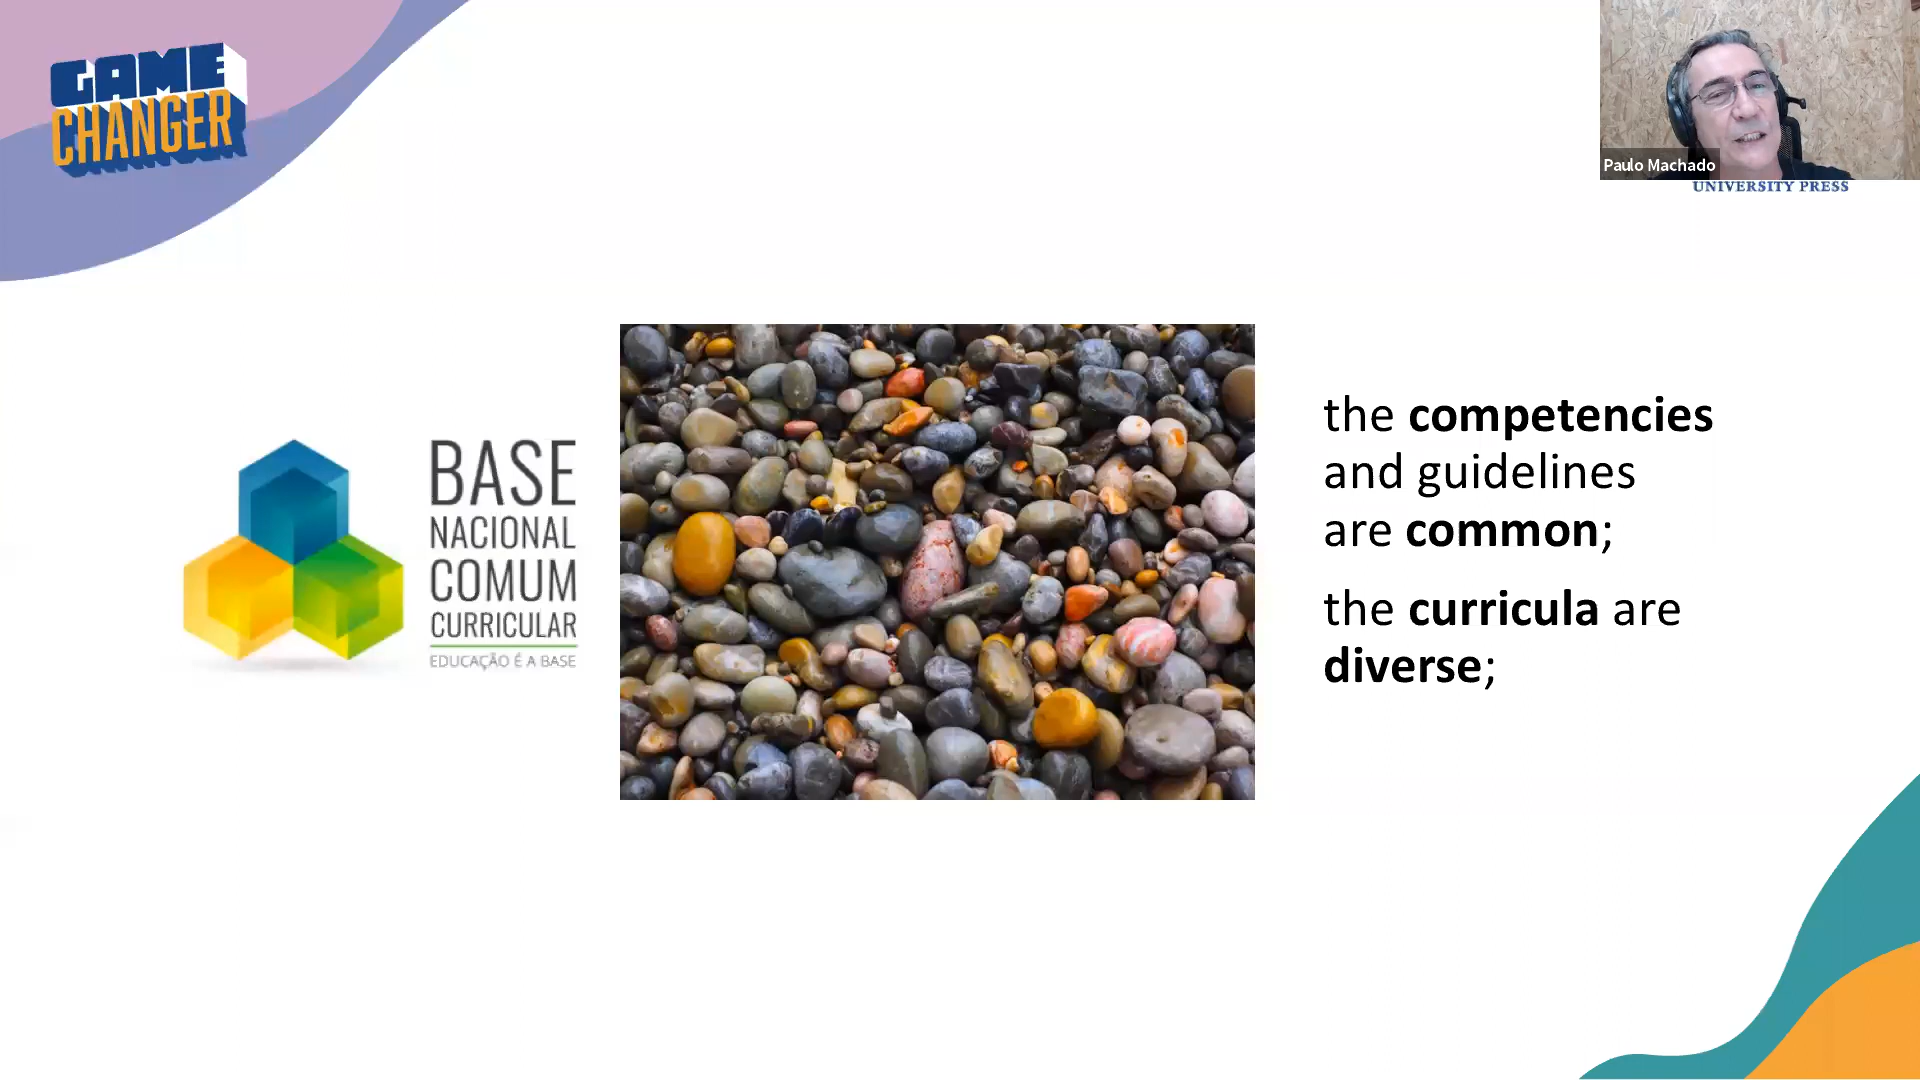 GAME
CHANGER
Paulo Machado
UNIVERSITY PRESS
BASE
NACIONAL
COMUM
CURRICULAR
EDUCAÇÃO É A BASE
the competencies
and guidelines
are common;
the curricula are
diverse;